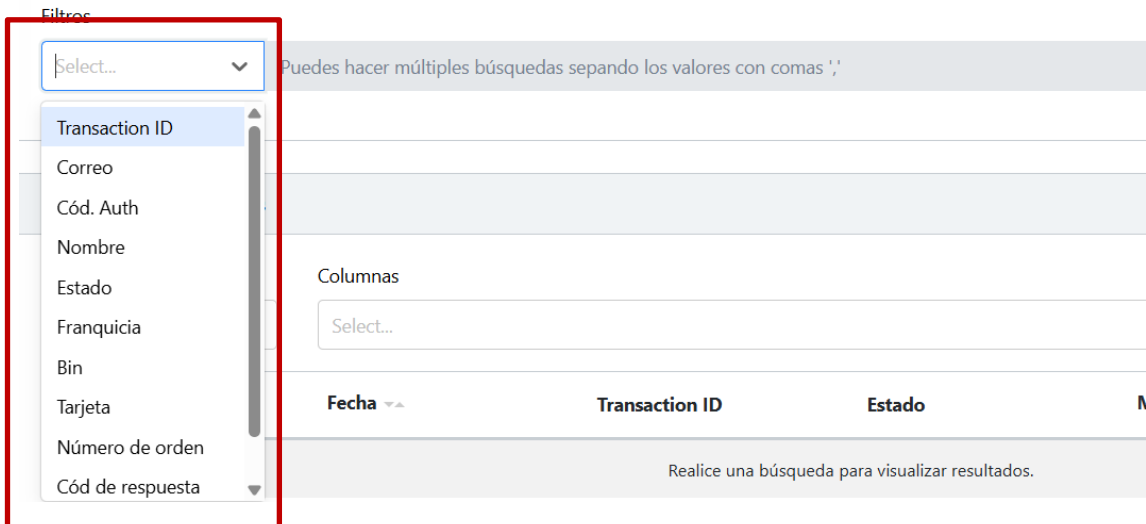 Filtros
Select...
Puedes hacer múltiples búsquedas sepando los valores con comas ','
Transaction ID
Correo
Cód. Auth
Nombre
Estado
Franquicia
Bin
Tarjeta
Número de orden
Cód de respuesta
Columnas
Select...
Fecha
Transaction ID
Estado
Realice una búsqueda para visualizar resultados.